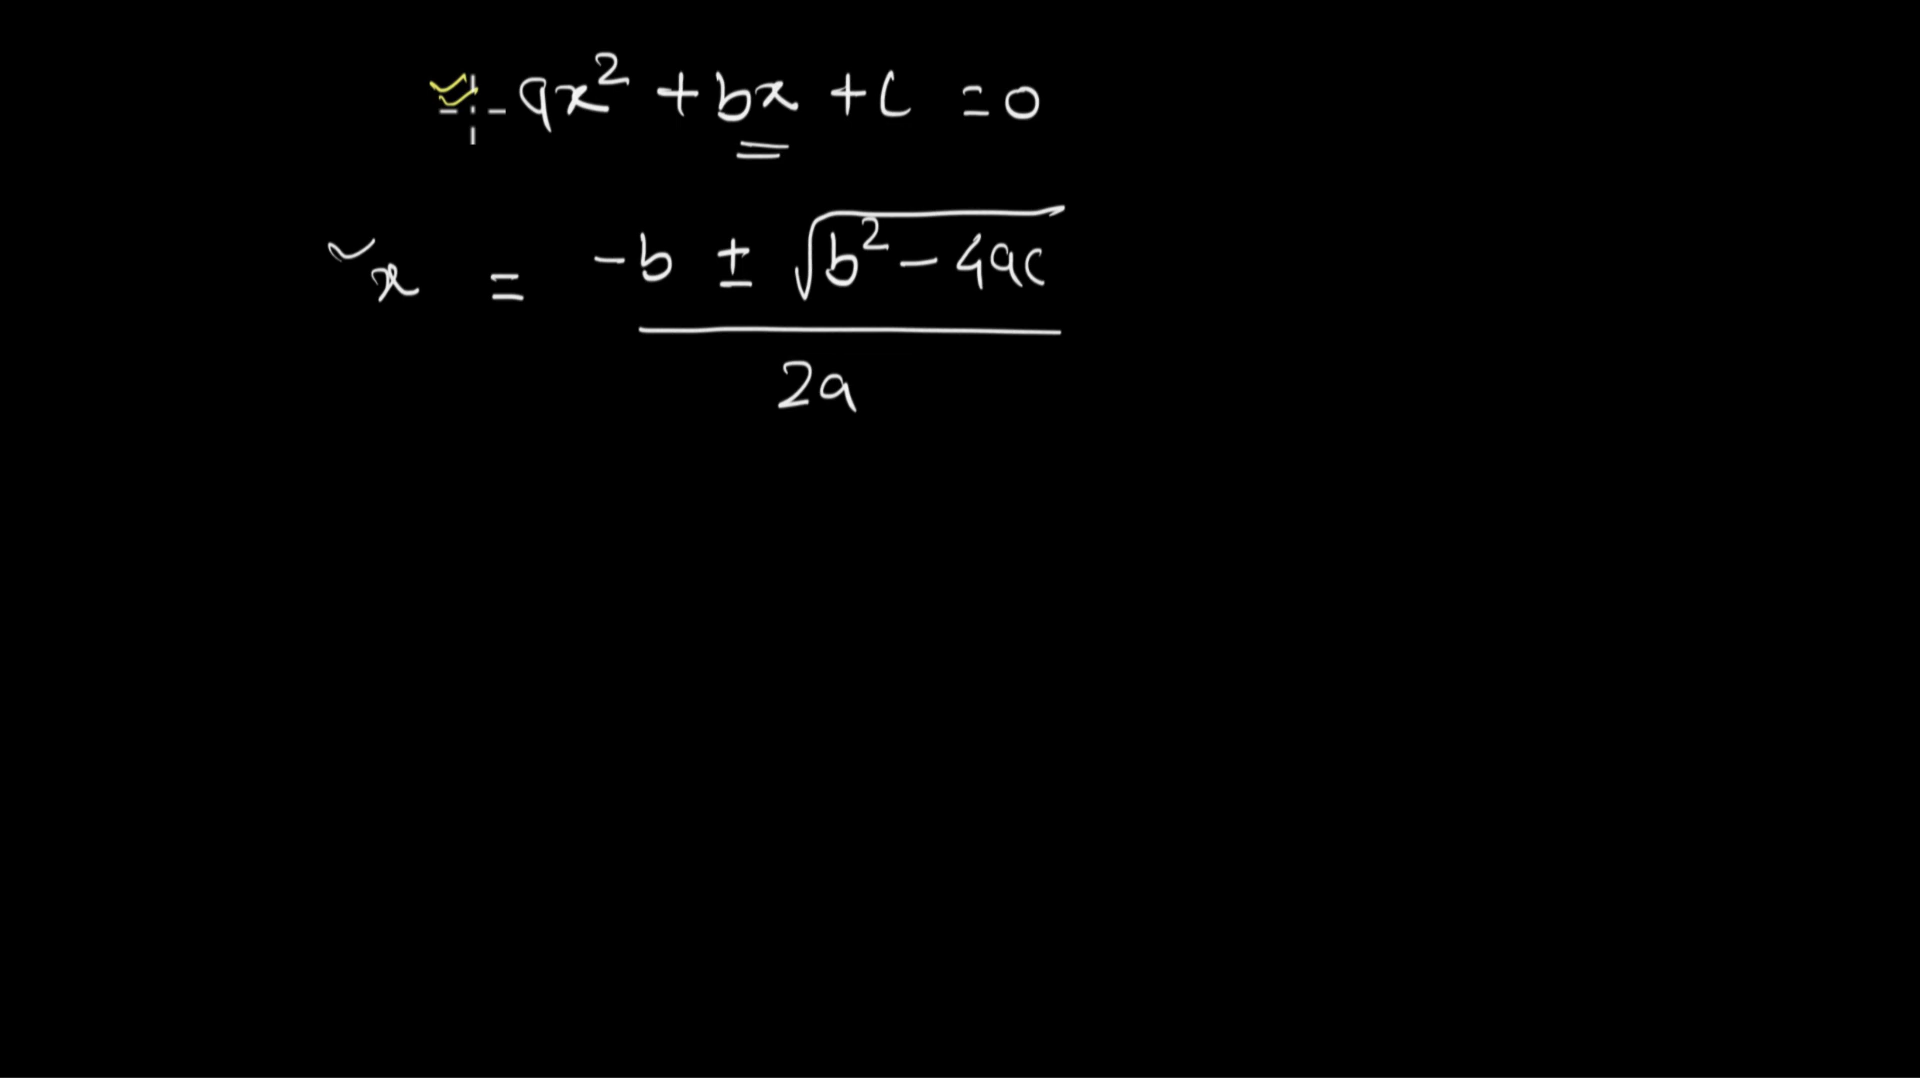 ax² + bx + c = 0
x = -b ± √b² - 4ac
2a